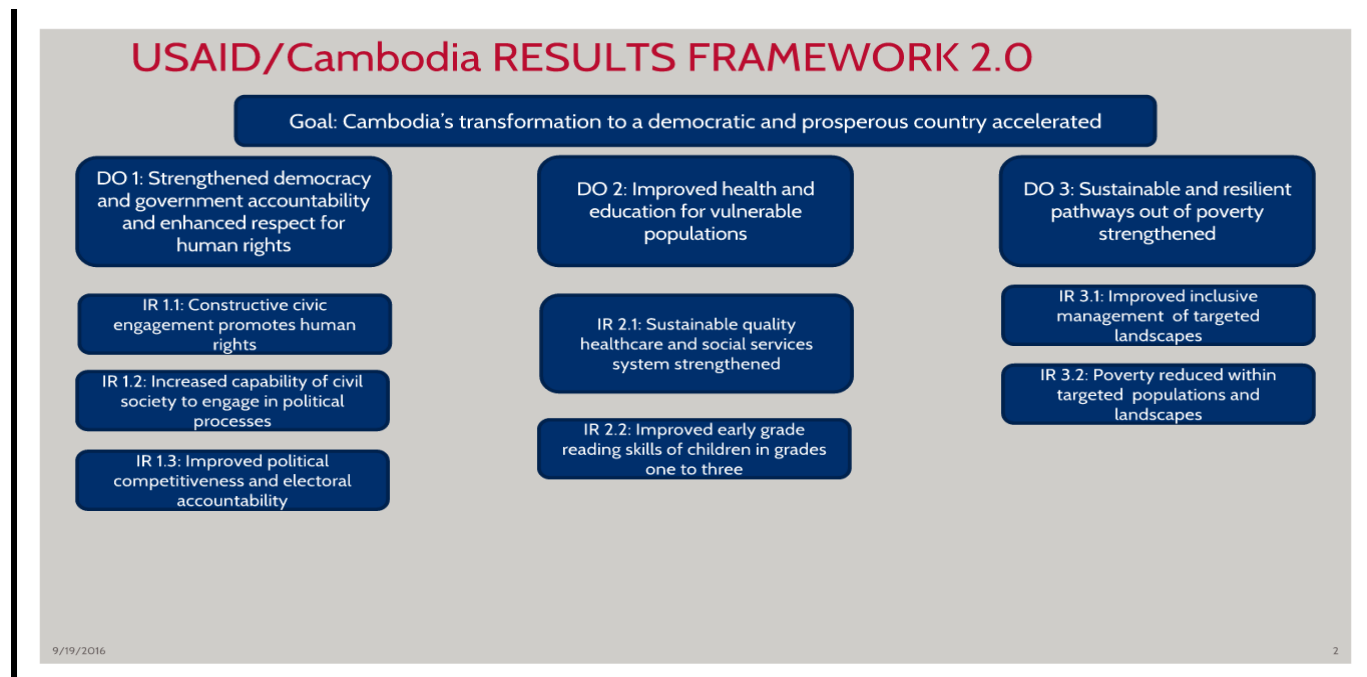 USAID/Cambodia RESULTS FRAMEWORK 2.0
Goal: Cambodia's transformation to a democratic and prosperous country accelerated
DO 1: Strengthened democracy
and government accountability
and enhanced respect for
human rights
IR 1.1: Constructive civic
engagement promotes human
rights
IR 1.2: Increased capability of civil
society to engage in political
processes
IR 1.3: Improved political
competitiveness and electoral
accountability
DO 2: Improved health and
education for vulnerable
populations
IR 2.1: Sustainable quality
healthcare and social services
system strengthened
IR 2.2: Improved early grade
reading skills of children in grades
one to three
DO 3: Sustainable and resilient
pathways out of poverty
strengthened
IR 3.1: Improved inclusive
management of targeted
landscapes
IR 3.2: Poverty reduced within
targeted populations and
landscapes
9/19/2016
2